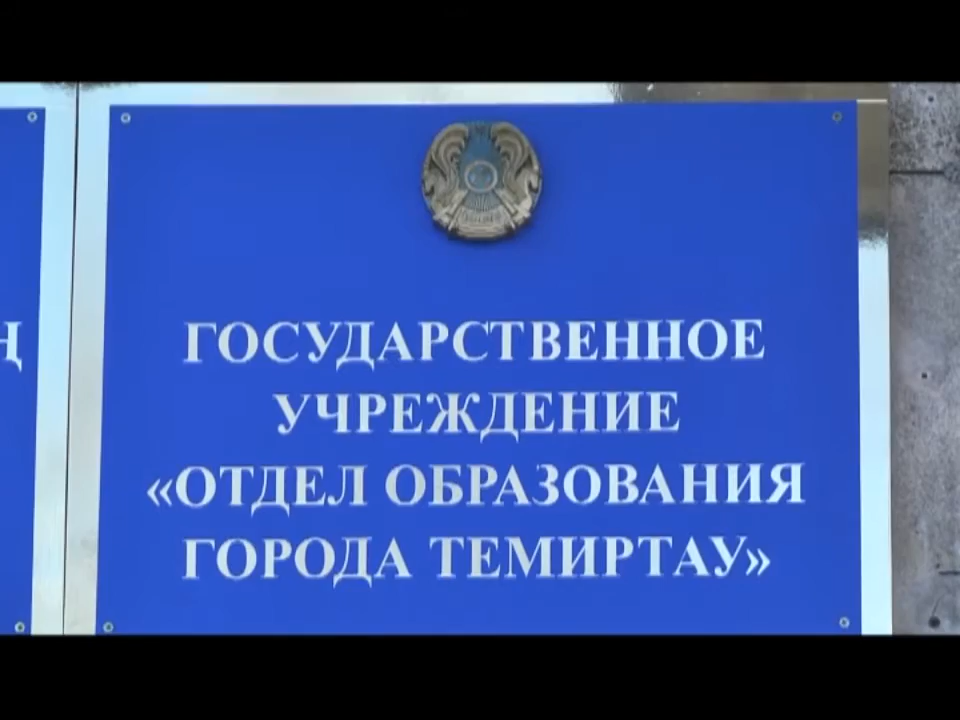 ГОСУДАРСТВЕННОЕ
УЧРЕЖДЕНИЕ
«ОТДЕЛ ОБРАЗОВАНИЯ
ГОРОДА ТЕМИРТАУ»